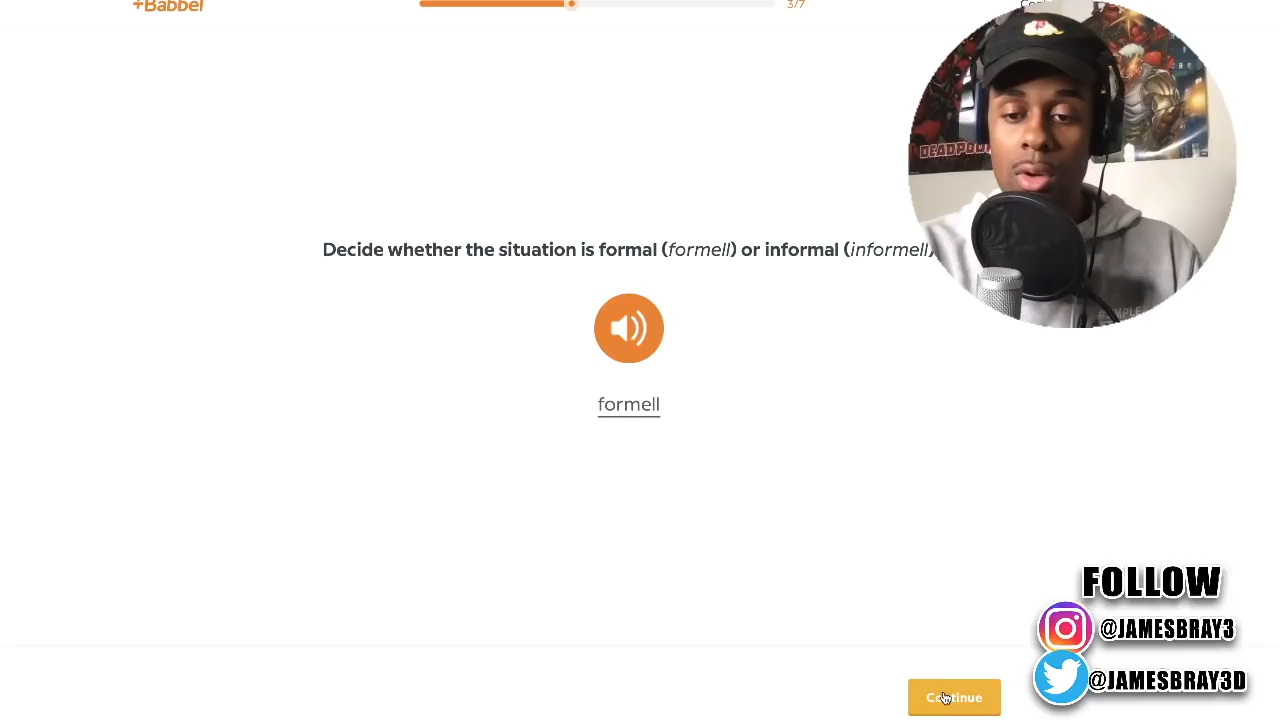 +Babbel
3/7
DEADPOOL
Decide whether the situation is formal (formell) or informal (informell)
formell
Continue
FOLLOW
@JAMESBRAY3
@JAMESBRAY3D